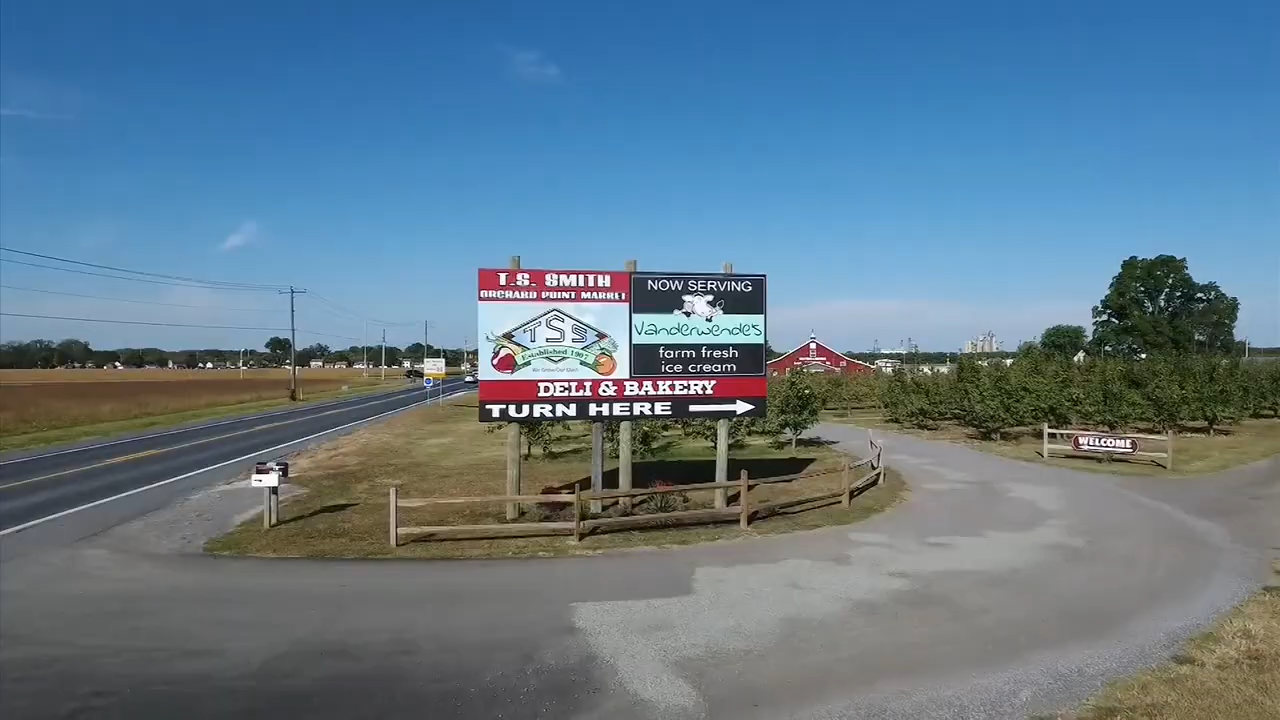 T.S. SMITH
ORCHARD POINT MARKET
TSS
Established 1907
DELI & BAKERY
TURN HERE
NOW SERVING
Vanderwende's
farm fresh
ice cream
WELCOME